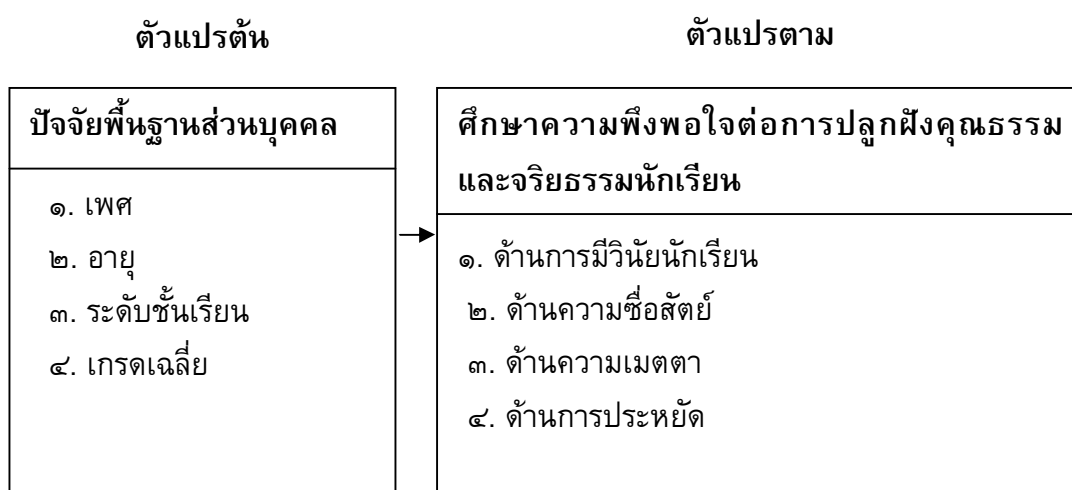 ตัวแปรต้น
ตัวแปรตาม
ปัจจัยพื้นฐานส่วนบุคคล
๑. เพศ
๒. อายุ
๓. ระดับชั้นเรียน
๔. เกรดเฉลี่ย
ศึกษาความพึงพอใจต่อการปลูกฝังคุณธรรม
และจริยธรรมนักเรียน
๑. ด้านการมีวินัยนักเรียน
๒. ด้านความซื่อสัตย์
๓. ด้านความเมตตา
๔. ด้านการประหยัด